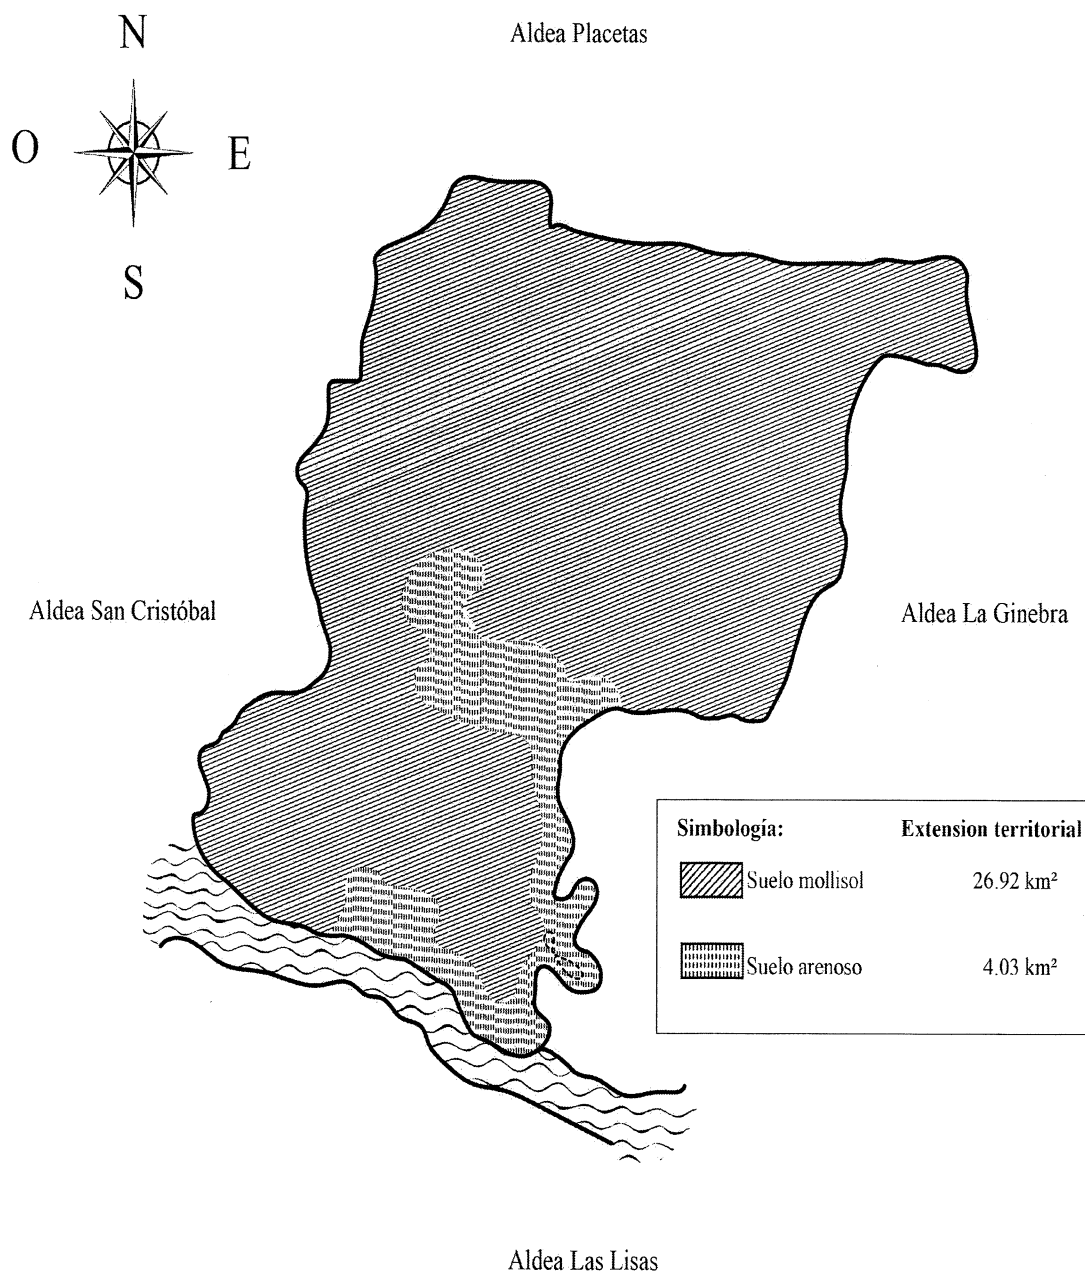 Aldea Placetas
N
O
E
S
Aldea San Cristóbal
Aldea La Ginebra
Simbología: Extension territorial
Suelo mollisol 26.92 km²
Suelo arenoso 4.03 km²
Aldea Las Lisas